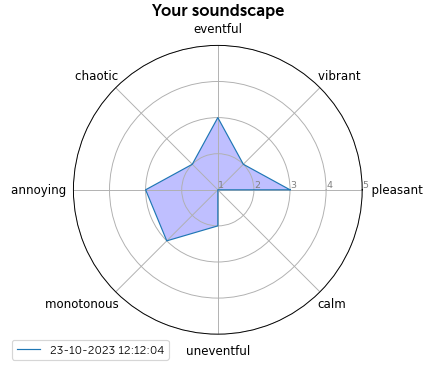 Your soundscape
eventful
chaotic
vibrant
annoying
1 2 3 4 5
pleasant
monotonous
calm
uneventful
23-10-2023 12:12:04